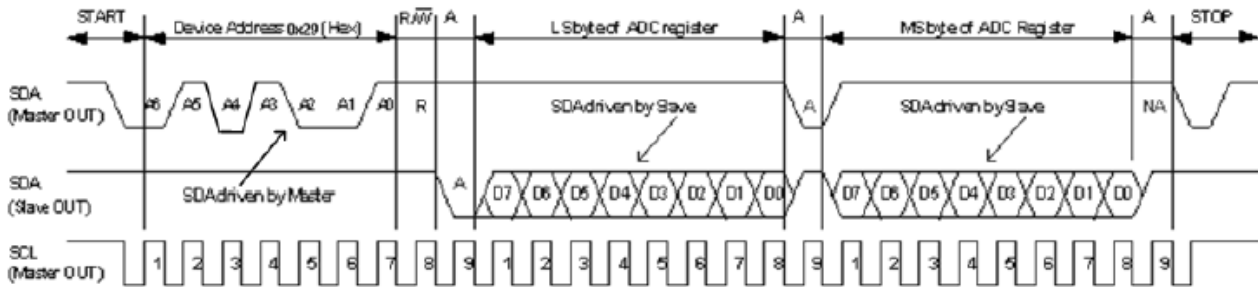 START Device Address 0x29 (Hex) R/W A LSbyte of ADC register A MSbyte of ADC Register A STOP
SDA
(Master OUT)
A6 A5 A4 A3 A2 A1 A0 R SDA driven by Slave A SDA driven by Slave NA
SDA driven by Master
SDA
(Slave OUT)
A D7 D6 D5 D4 D3 D2 D1 D0 D7 D6 D5 D4 D3 D2 D1 D0
SCL
(Master OUT)
1 2 3 4 5 6 7 8 9 1 2 3 4 5 6 7 8 9 1 2 3 4 5 6 7 8 9